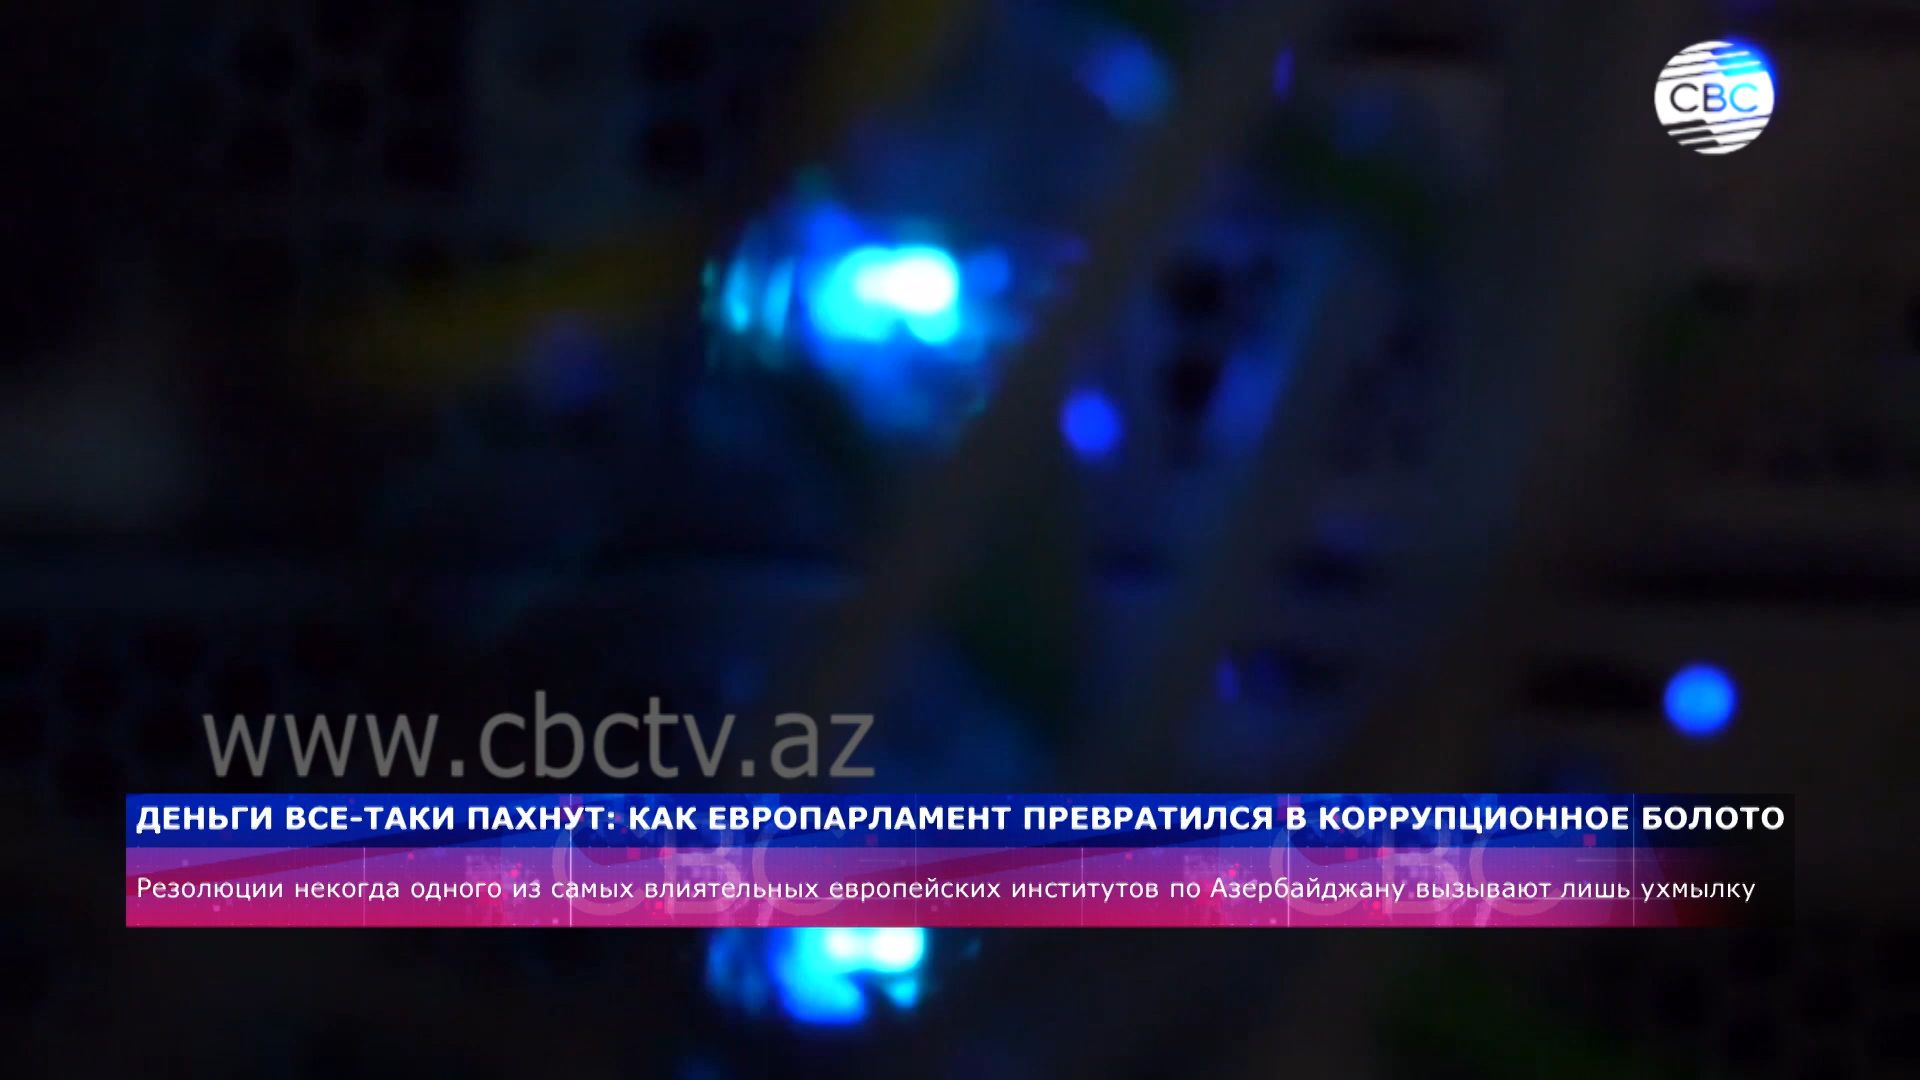 CBC
www.cbctv.az
ДЕНЬГИ ВСЕ-ТАКИ ПАХНУТ: КАК ЕВРОПАРЛАМЕНТ ПРЕВРАТИЛСЯ В КОРРУПЦИОННОЕ БОЛОТО
Резолюции некогда одного из самых влиятельных европейских институтов по Азербайджану вызывают лишь ухмылку